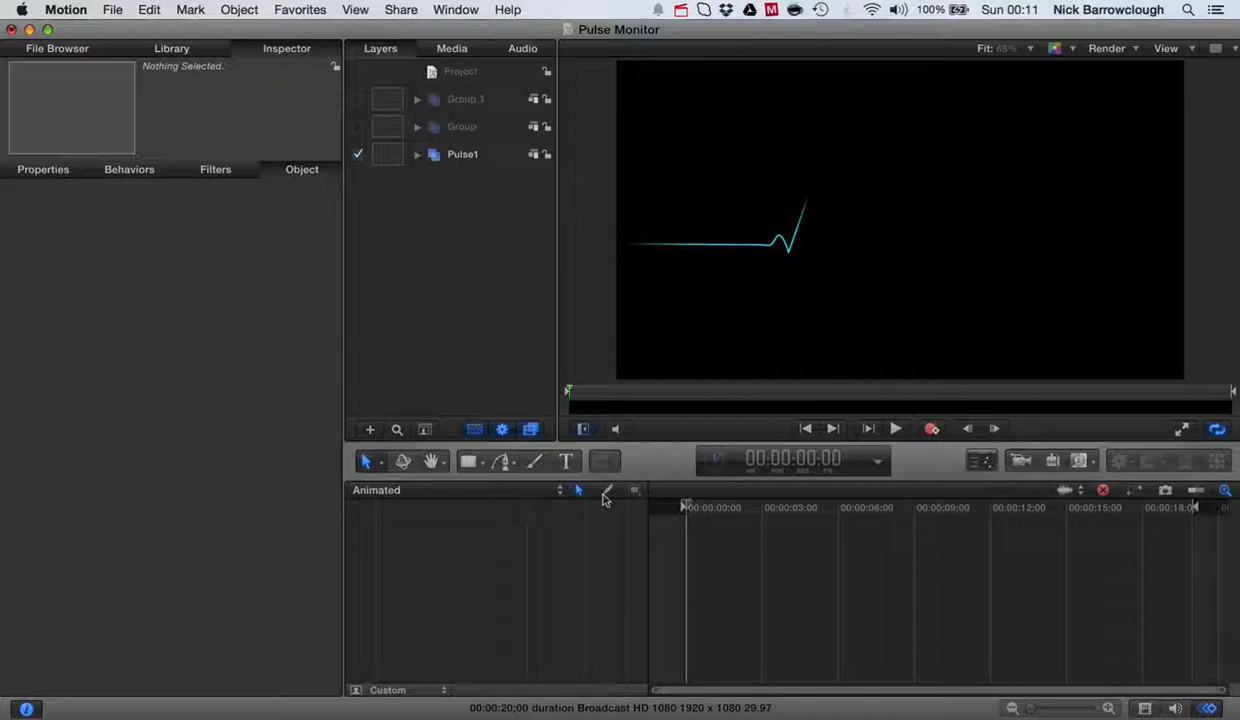 Motion File Edit Mark Object Favorites View Share Window Help 100% Sun 00:11 Nick Barrowclough
Pulse Monitor
File Browser Library Inspector Layers Media Audio Fit: 68% Render View
Nothing Selected.
Project
Group 1
Group
Pulse1
Properties Behaviors Filters Object
T 00:00:00:00
Animated
00:00:00:00 00:00:03:00 00:00:06:00 00:00:09:00 00:00:12:00 00:00:15:00 00:00:18:0
Custom
00:00:20;00 duration Broadcast HD 1080 1920 x 1080 29.97